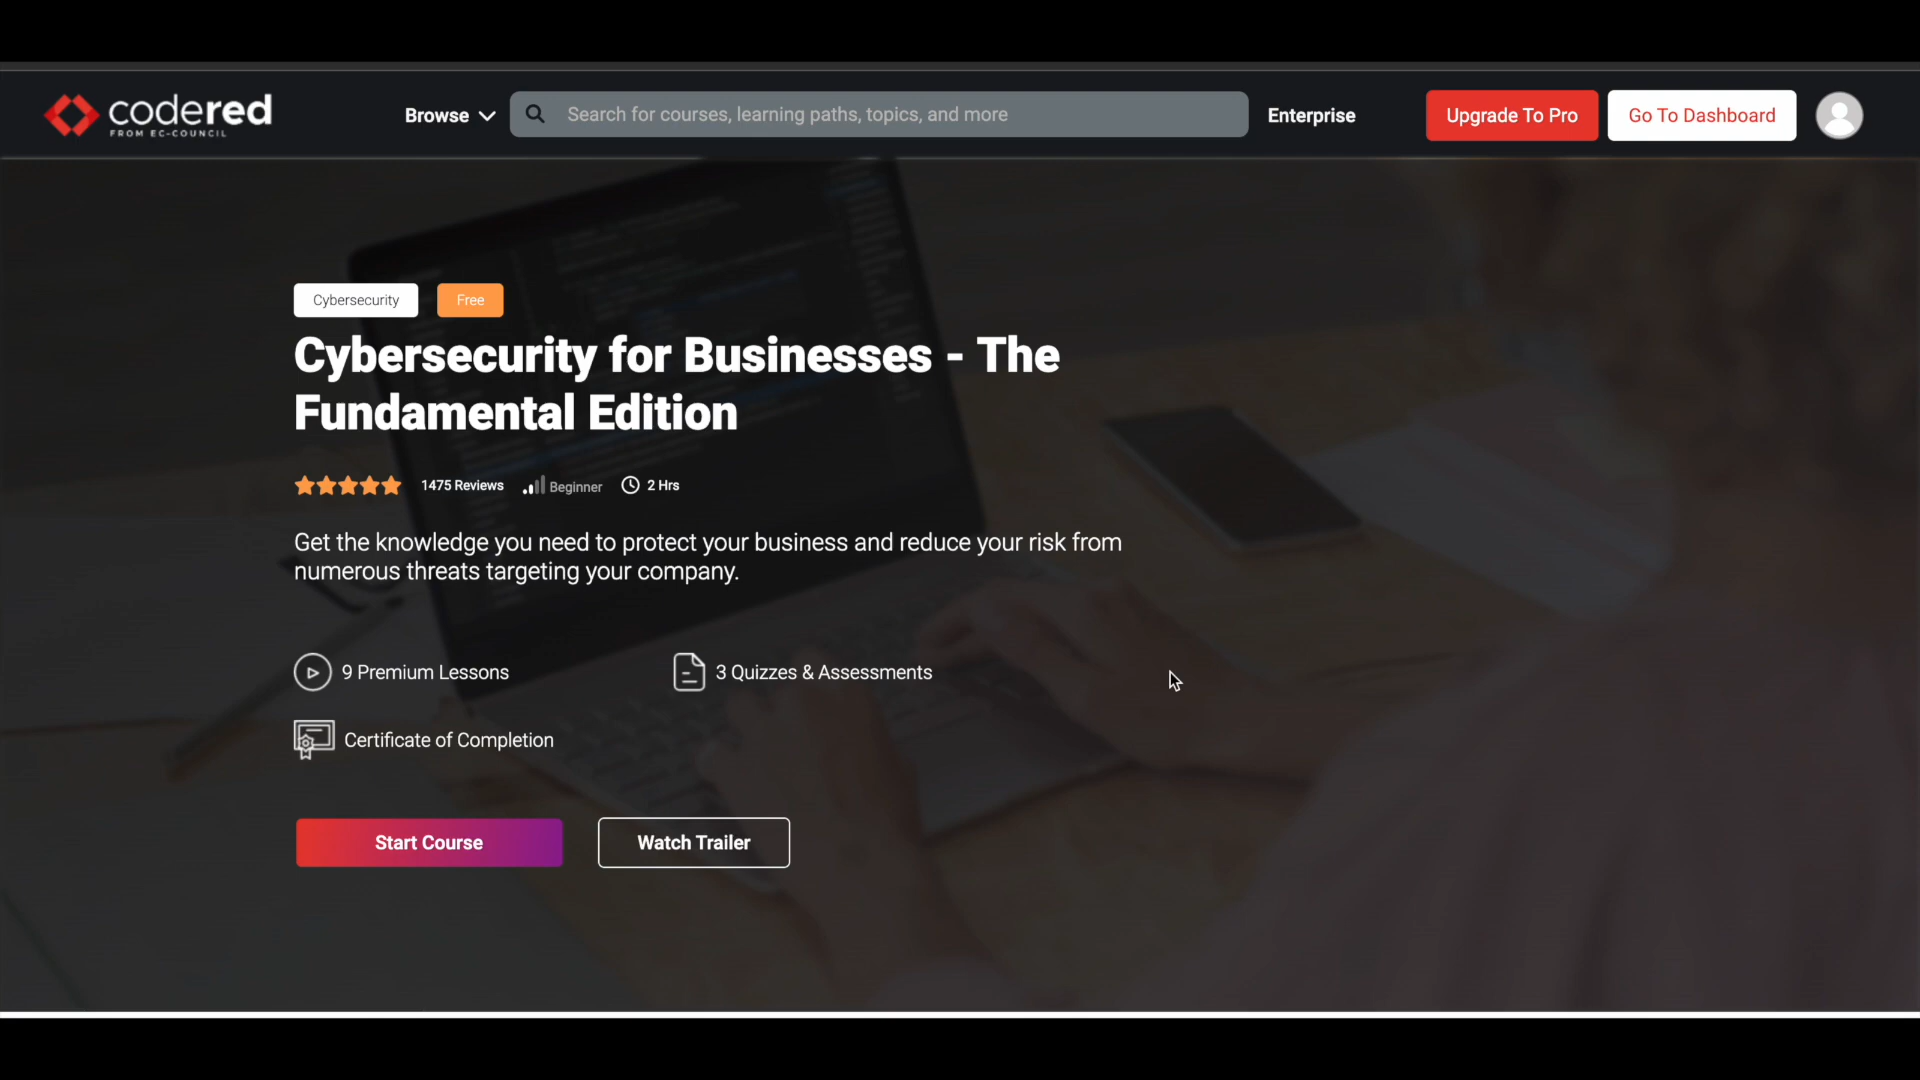 codered
FROM EC-COUNCIL
Browse
Search for courses, learning paths, topics, and more
Enterprise
Upgrade To Pro
Go To Dashboard
Cybersecurity
Free
Cybersecurity for Businesses - The
Fundamental Edition
1475 Reviews
Beginner
2 Hrs
Get the knowledge you need to protect your business and reduce your risk from
numerous threats targeting your company.
9 Premium Lessons
3 Quizzes & Assessments
Certificate of Completion
Start Course
Watch Trailer